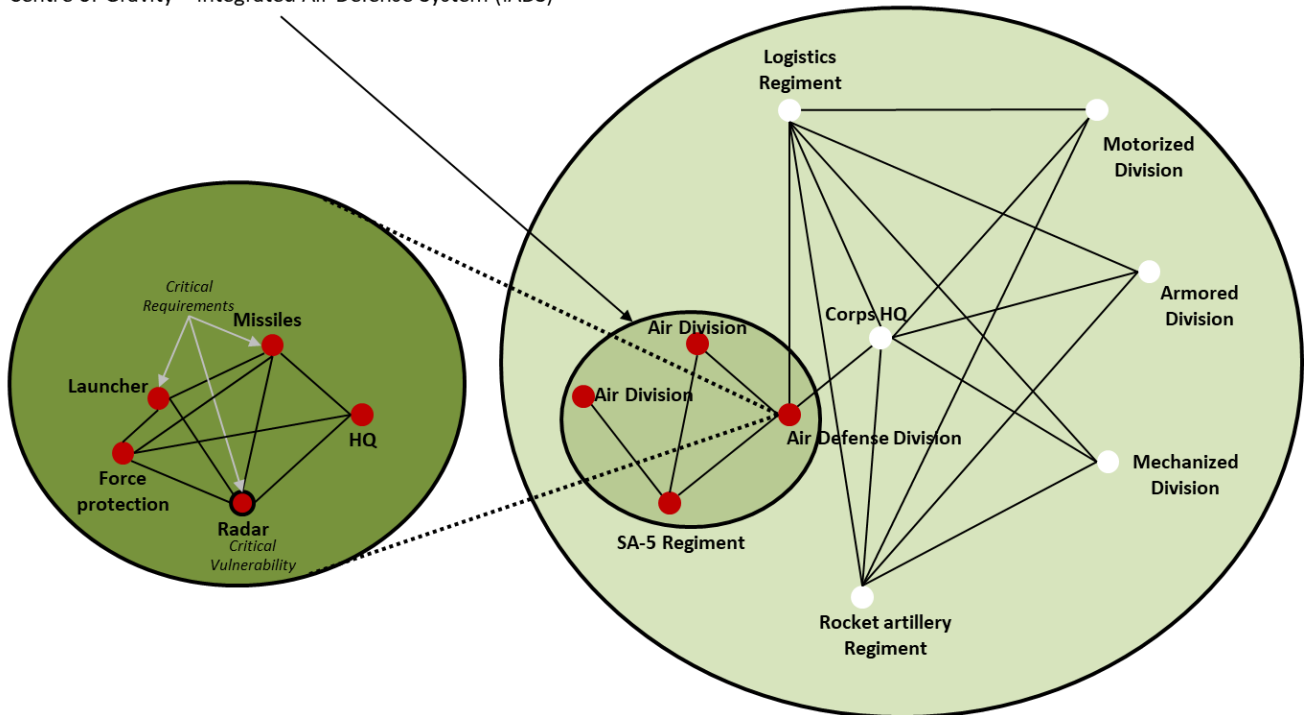 Centre of Gravity – Integrated Air Defense System (IADS)
Logistics
Regiment
Motorized
Division
Critical
Requirements
Missiles
Launcher
HQ
Force
protection
Radar
Critical
Vulnerability
Air Division
Air Division
Air Defense Division
SA-5 Regiment
Corps HQ
Armored
Division
Mechanized
Division
Rocket artillery
Regiment